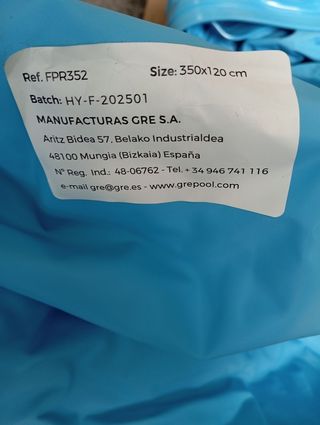 Ref. FPR352 Size: 350x120 cm
Batch: HY-F-202501
MANUFACTURAS GRE S.A.
Aritz Bidea 57, Belako Industrialdea
48100 Mungia (Bizkaia) España
Nº Reg. Ind.: 48-06762 - Tel. + 34 946 741 116
e-mail gre@gre.es - www.grepool.com